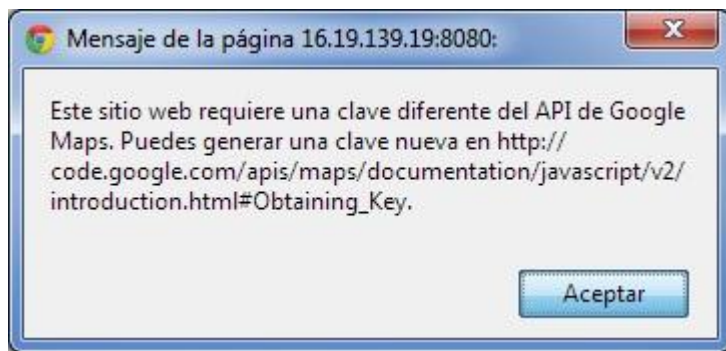 Mensaje de la página 16.19.139.19:8080:
Este sitio web requiere una clave diferente del API de Google
Maps. Puedes generar una clave nueva en http://
code.google.com/apis/maps/documentation/javascript/v2/
introduction.html#Obtaining_Key.
Aceptar